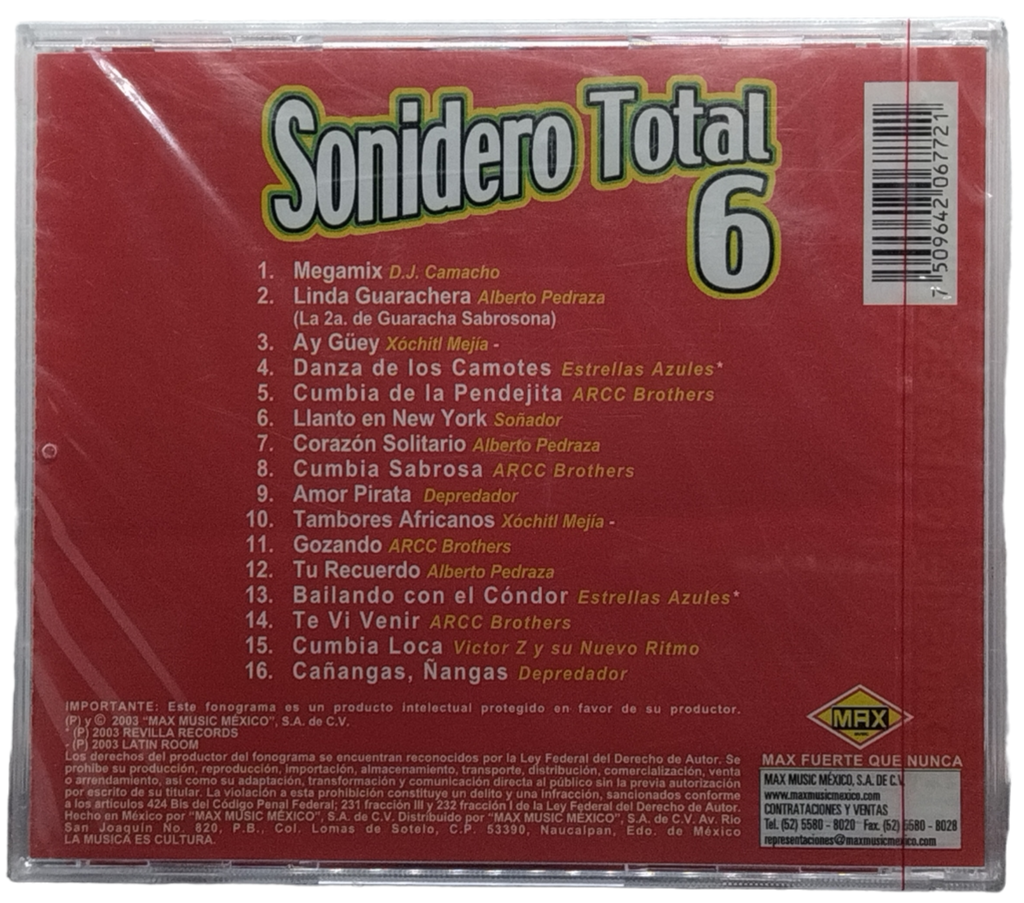 Sonidero Total
6
1. Megamix D.J. Camacho
2. Linda Guarachera Alberto Pedraza
(La 2a. de Guaracha Sabrosona)
3. Ay Güey Xóchitl Mejía -
4. Danza de los Camotes Estrellas Azules*
5. Cumbia de la Pendejita ARCC Brothers
6. Llanto en New York Soñador
7. Corazón Solitario Alberto Pedraza
8. Cumbia Sabrosa ARCC Brothers
9. Amor Pirata Depredador
10. Tambores Africanos Xóchitl Mejía -
11. Gozando ARCC Brothers
12. Tu Recuerdo Alberto Pedraza
13. Bailando con el Cóndor Estrellas Azules*
14. Te Vi Venir ARCC Brothers
15. Cumbia Loca Victor Z y su Nuevo Ritmo
16. Cañangas, Ñangas Depredador
7 509642 067721
IMPORTANTE: Este fonograma es un producto intelectual protegido en favor de su productor.
(P) y © 2003 “MAX MUSIC MÉXICO”, S.A. de C.V.
* (P) 2003 REVILLA RECORDS
- (P) 2003 LATIN ROOM
Los derechos del productor del fonograma se encuentran reconocidos por la Ley Federal del Derecho de Autor. Se
prohibe su producción, reproducción, importación, almacenamiento, transporte, distribución, comercialización, venta
o arrendamiento, así como su adaptación, transformación y comunicación directa al público sin la previa autorización
por escrito de su titular. La violación a esta prohibición constituye un delito y una infracción, sancionados conforme
a los artículos 424 Bis del Código Penal Federal; 231 fracción III y 232 fracción I de la Ley Federal del Derecho de Autor.
Hecho en México por “MAX MUSIC MÉXICO”, S.A. de C.V. Distribuido por “MAX MUSIC MÉXICO”, S.A. de C.V. Av. Rio
San Joaquin No. 820, P.B., Col. Lomas de Sotelo, C.P. 53390, Naucalpan, Edo. de México
LA MUSICA ES CULTURA.
MAX
MUSIC
MAX FUERTE QUE NUNCA
MAX MUSIC MÉXICO, S.A. DE C.V.
www.maxmusicmexico.com
CONTRATACIONES Y VENTAS
Tel. (52) 5580 - 8020 Fax. (52) 5580 - 8028
representaciones@maxmusicmexico.com